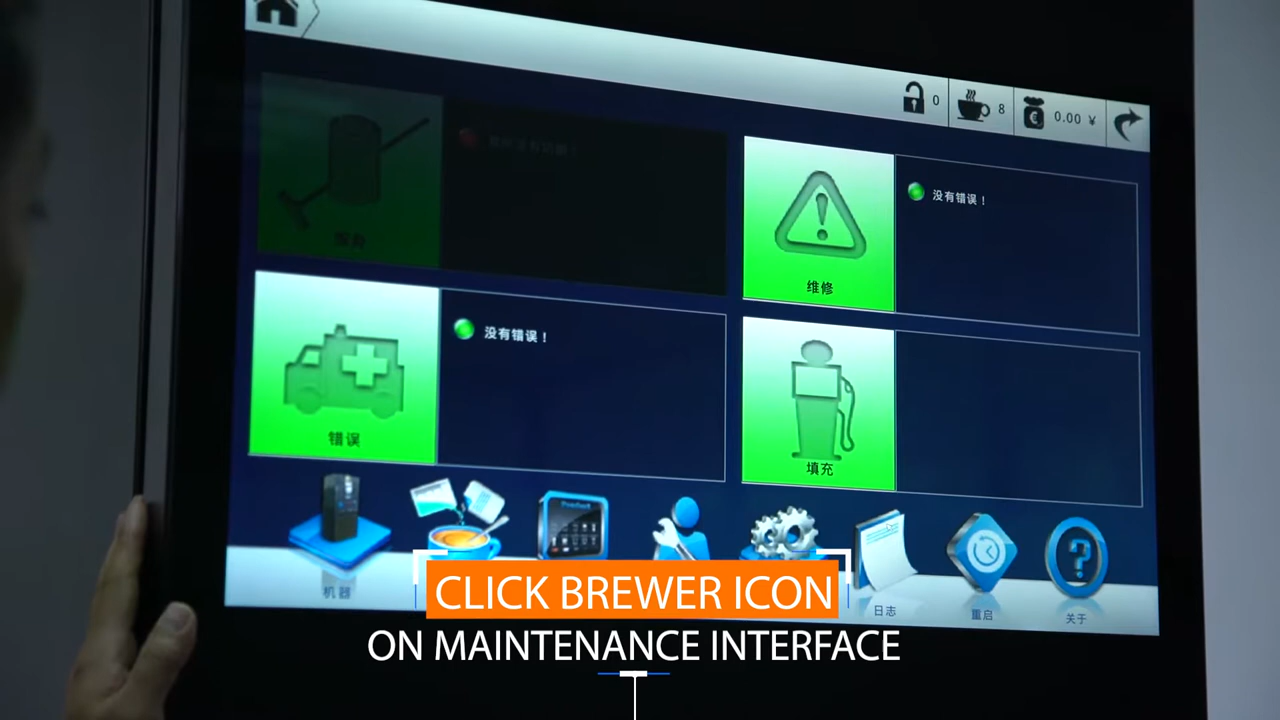 0
8
0.00 ¥
没有错误！
维修
没有错误！
错误
填充
机器
日志
重启
关于
CLICK BREWER ICON
ON MAINTENANCE INTERFACE